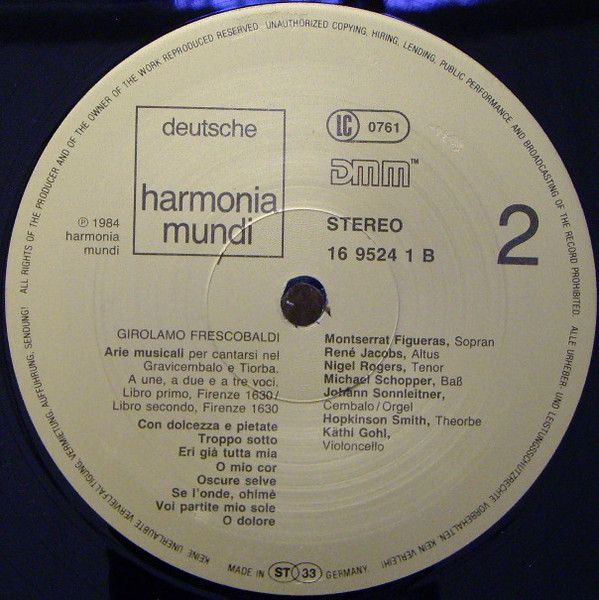 ALL RIGHTS OF THE PRODUCER AND OF THE OWNER OF THE WORK REPRODUCED RESERVED. UNAUTHORIZED COPYING, HIRING, LENDING, PUBLIC PERFORMANCE AND BROADCASTING OF THE RECORD PROHIBITED.
ALLE URHEBER- UND LEISTUNGSSCHUTZRECHTE VORBEHALTEN KEIN VERLEIH!
KEINE UNERLAUBTE VERVIELFÄLTIGUNG, VERMIETUNG, AUFFÜHRUNG, SENDUNG!
deutsche
harmonia
mundi
℗ 1984
harmonia
mundi
LC 0761
DMM™
STEREO
16 9524 1 B
2
GIROLAMO FRESCOBALDI
Arie musicali per cantarsi nel
Gravicembalo e Tiorba.
A une, a due e a tre voci.
Libro primo, Firenze 1630/
Libro secondo, Firenze 1630
Con dolcezza e pietate
Troppo sotto
Eri già tutta mia
O mio cor
Oscure selve
Se l'onde, ohimè
Voi partite mio sole
O dolore
Montserrat Figueras, Sopran
René Jacobs, Altus
Nigel Rogers, Tenor
Michael Schopper, Baß
Johann Sonnleitner,
Cembalo/Orgel
Hopkinson Smith, Theorbe
Käthi Gohl,
Violoncello
MADE IN ST 33 GERMANY
(FIH)